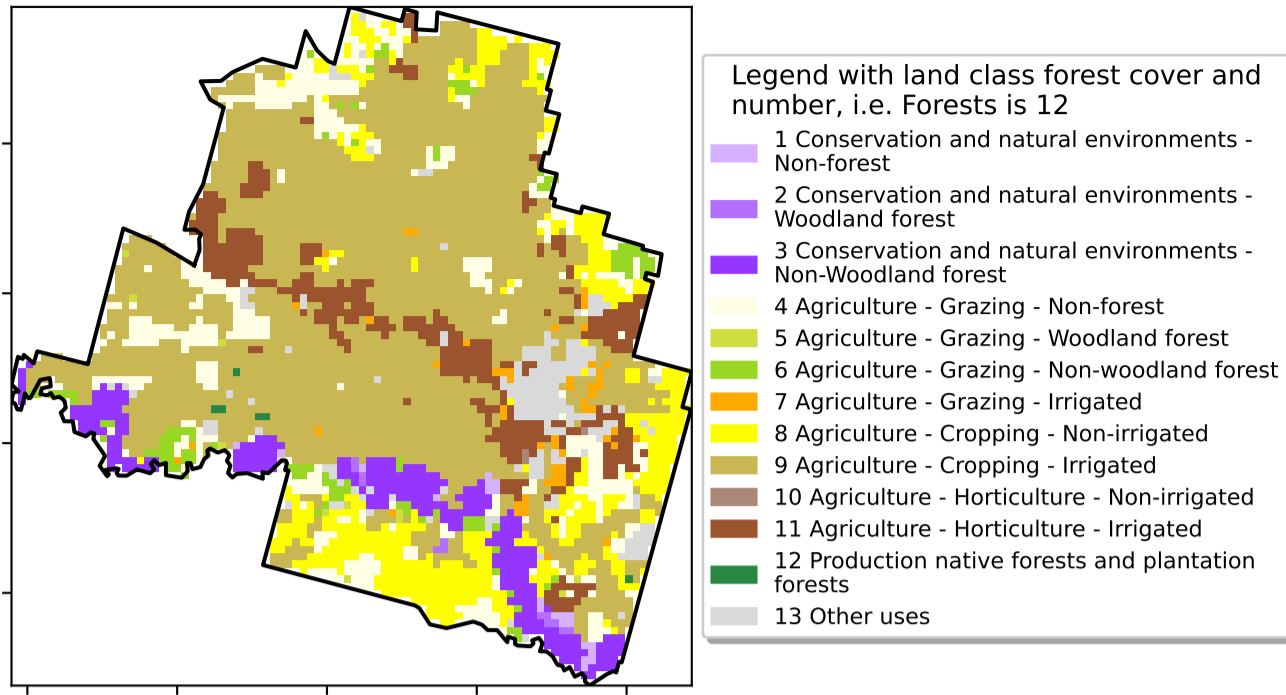 Legend with land class forest cover and
number, i.e. Forests is 12
1 Conservation and natural environments -
Non-forest
2 Conservation and natural environments -
Woodland forest
3 Conservation and natural environments -
Non-Woodland forest
4 Agriculture - Grazing - Non-forest
5 Agriculture - Grazing - Woodland forest
6 Agriculture - Grazing - Non-woodland forest
7 Agriculture - Grazing - Irrigated
8 Agriculture - Cropping - Non-irrigated
9 Agriculture - Cropping - Irrigated
10 Agriculture - Horticulture - Non-irrigated
11 Agriculture - Horticulture - Irrigated
12 Production native forests and plantation
forests
13 Other uses